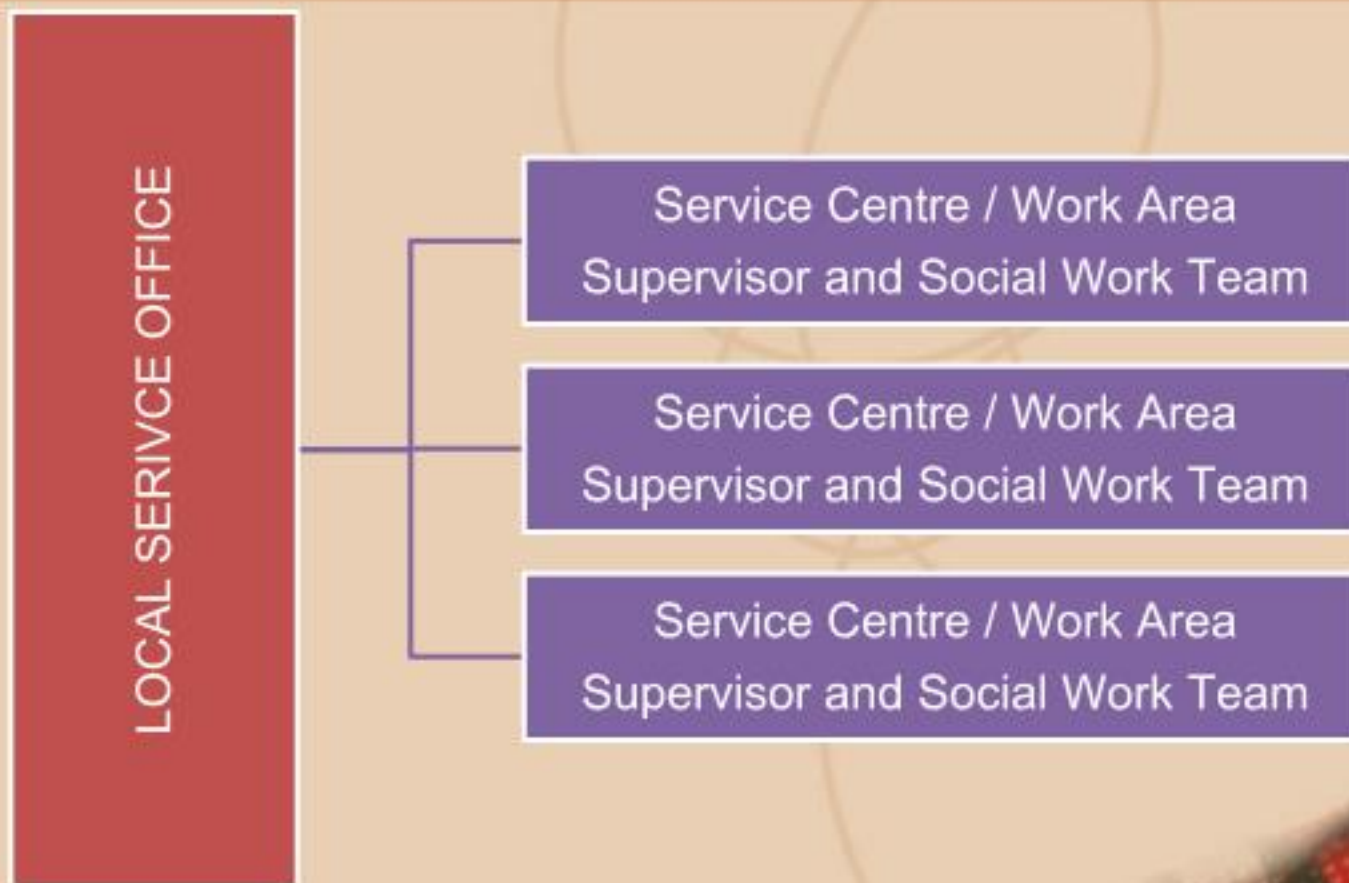 LOCAL SERIVCE OFFICE
Service Centre / Work Area
Supervisor and Social Work Team
Service Centre / Work Area
Supervisor and Social Work Team
Service Centre / Work Area
Supervisor and Social Work Team